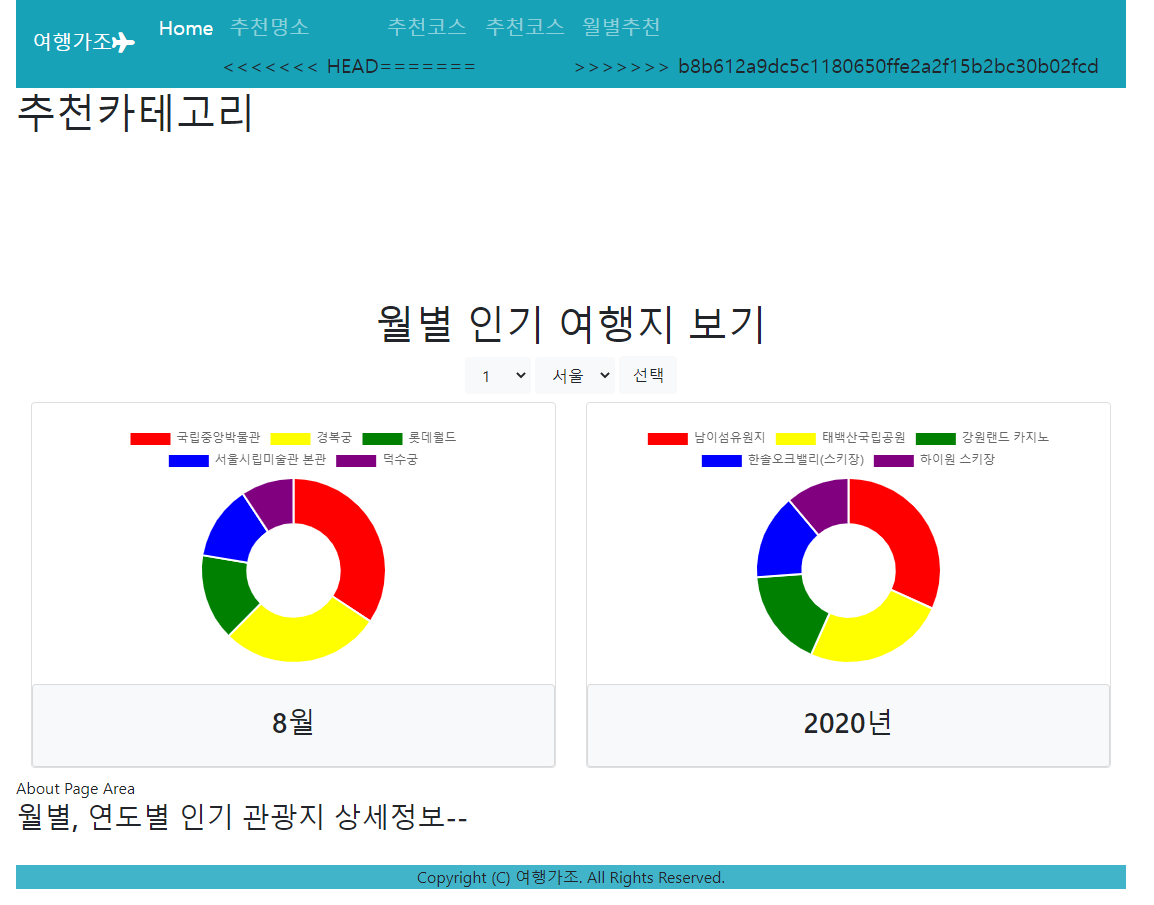 여행가조 Home 추천명소 추천코스 추천코스 월별추천
<<<<<<< HEAD======= >>>>>>> b8b612a9dc5c1180650ffe2a2f15b2bc30b02fcd
추천카테고리
월별 인기 여행지 보기
1 서울 선택
국립중앙박물관 경복궁 롯데월드
서울시립미술관 본관 덕수궁
8월
남이섬유원지 태백산국립공원 강원랜드 카지노
한솔오크밸리(스키장) 하이원 스키장
2020년
About Page Area
월별, 연도별 인기 관광지 상세정보--
Copyright (C) 여행가조. All Rights Reserved.